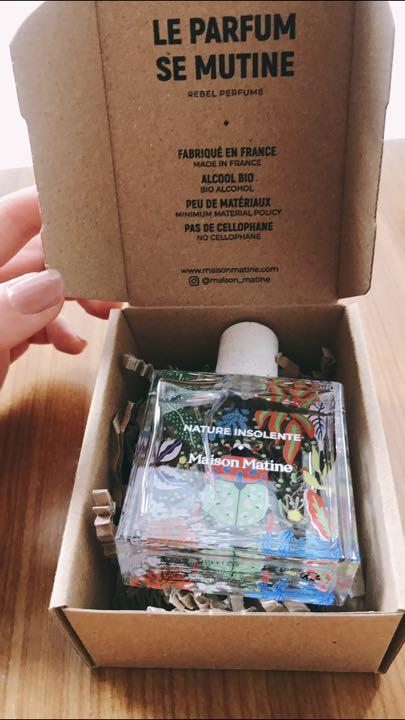 LE PARFUM
SE MUTINE
REBEL PERFUME
FABRIQUÉ EN FRANCE
MADE IN FRANCE
ALCOOL BIO
BIO ALCOHOL
PEU DE MATÉRIAUX
MINIMUM MATERIAL POLICY
PAS DE CELLOPHANE
NO CELLOPHANE
www.maisonmatine.com
@maison_matine
NATURE INSOLENTE
Maison Matine